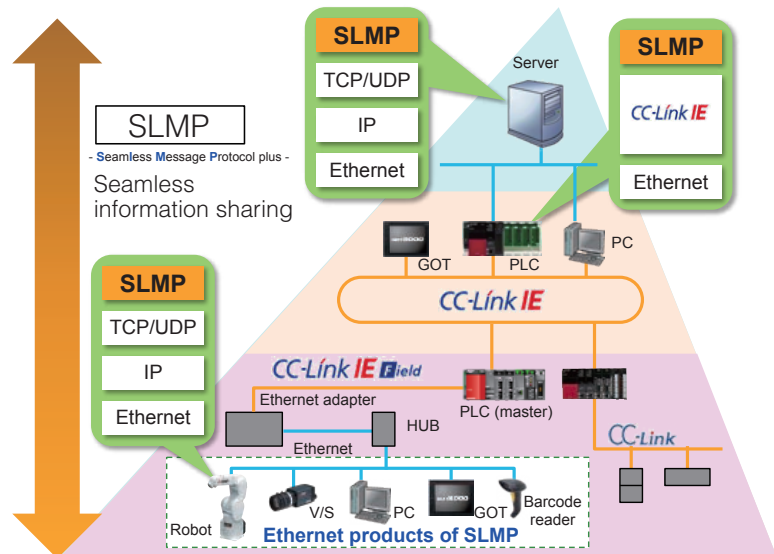 SLMP
TCP/UDP
IP
Ethernet
Server
SLMP
CC-Link IE
Ethernet
SLMP
- Seamless Message Protocol plus -
Seamless
information sharing
GOT
PLC
PC
CC-Link IE
SLMP
TCP/UDP
IP
Ethernet
CC-Link IE Field
Ethernet adapter
PLC (master)
HUB
Ethernet
CC-Link
Robot
V/S
PC
GOT
Barcode
reader
Ethernet products of SLMP